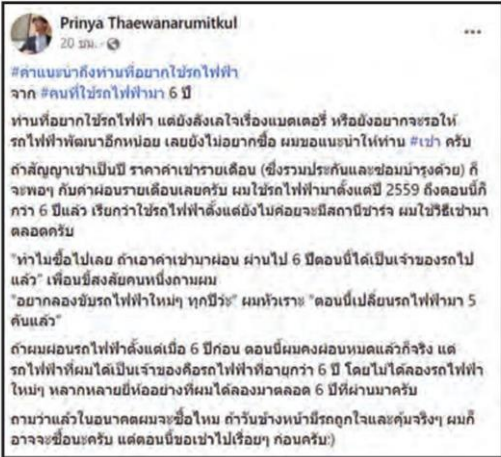 Prinya Thaewanarumitkul
20 ชม.
#คำแนะนำถึงท่านที่อยากใช้รถไฟฟ้า
จาก #คนที่ใช้รถไฟฟ้ามา 6 ปี
ท่านที่อยากใช้รถไฟฟ้า แต่ยังลังเลใจเรื่องแบตเตอรี่ หรือยังอยากจะรอให้
รถไฟฟ้าพัฒนาอีกหน่อย เลยยังไม่อยากซื้อ ผมขอแนะนำให้ท่าน #เช่า ครับ
ถ้าสัญญาเช่าเป็นปี ราคาค่าเช่ารายเดือน (ซึ่งรวมประกันและซ่อมบำรุงด้วย) ก็
จะพอๆ กับค่าผ่อนรายเดือนเลยครับ ผมใช้รถไฟฟ้ามาตั้งแต่ปี 2559 ถึงตอนนี้ก็
กว่า 6 ปีแล้ว เรียกว่าใช้รถไฟฟ้าตั้งแต่ยังไม่ค่อยจะมีสถานีชาร์จ ผมใช้วิธีเช่ามา
ตลอดครับ
"ทำไมไม่ซื้อไปเลย ถ้าเอาค่าเช่ามาผ่อน ผ่านไป 6 ปีตอนนี้ได้เป็นเจ้าของรถไป
แล้ว" เพื่อนขี้สงสัยคนหนึ่งถามผม
"อยากลองขับรถไฟฟ้าใหม่ๆ ทุกปีว่ะ" ผมหัวเราะ "ตอนนี้เปลี่ยนรถไฟฟ้ามา 5
คันแล้ว"
ถ้าผมผ่อนรถไฟฟ้าตั้งแต่เมื่อ 6 ปีก่อน ตอนนี้ผมคงผ่อนหมดแล้วก็จริง แต่
รถไฟฟ้าที่ผมได้เป็นเจ้าของคือรถไฟฟ้าที่อายุกว่า 6 ปี โดยไม่ได้ลองรถไฟฟ้า
ใหม่ๆ หลากหลายยี่ห้ออย่างที่ผมได้ลองมาตลอด 6 ปีที่ผ่านมาครับ
ถามว่าแล้วในอนาคตผมจะซื้อไหม ถ้าวันข้างหน้ามีรถถูกใจและคุ้มจริงๆ ผมก็
อาจจะซื้อนะครับ แต่ตอนนี้ขอเช่าไปเรื่อยๆ ก่อนครับ:)